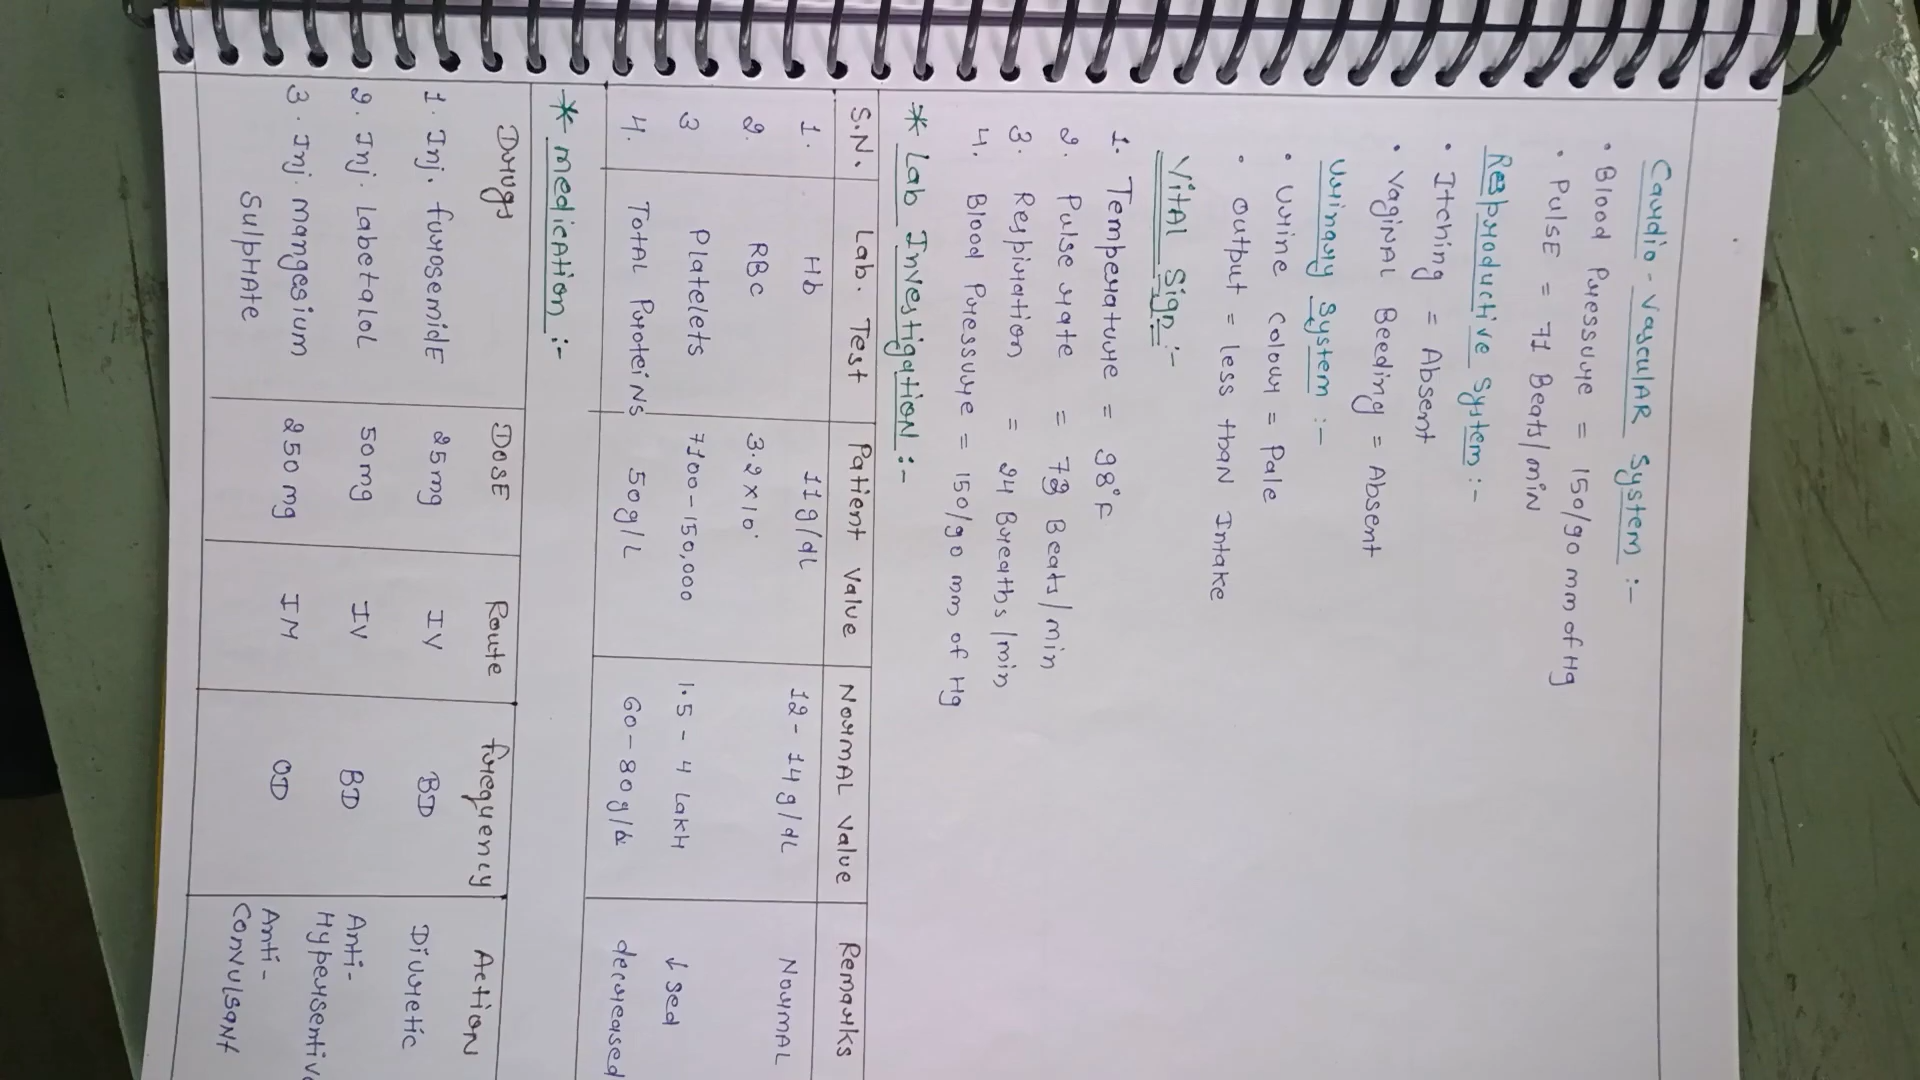 Cardio - VasculAR System :-
• Blood Pressure = 150/90 mm of Hg
• PulsE = 71 Beats/miN
Reproductive System :-
• Itching = Absent
• VagiNAL Beeding = Absent
Urinary System :-
• Urine Colour = Pale
• output = less thaN Intake
VitAl Sign :-
1. Temperature = 98°F
2. Pulse rate = 72 Beats/min
3. Respiration = 24 Breaths/min
4. Blood Pressure = 150/90 mm of Hg
* Lab Investigation :-
S.N. Lab. Test Patient Value NormAL Value Remarks
1. Hb 11g/dL 12 - 14g/dL NormAL
2. RBC 3.2 x 10
3 Platelets 7100-150,000 1.5 - 4 LakH ↓sed
4. TotAL ProteiNs 50g/L 60-80g/L decreased
* medicAtion :-
Drugs DosE Route frequency ActioN
1. Inj. furosemidE 25mg IV BD Diuretic
2. Inj. LabetaloL 50mg IV BD Anti-Hypersentive
3. Inj. mangesium SulpHAte 250 mg IM OD Anti-ConvulsaNt